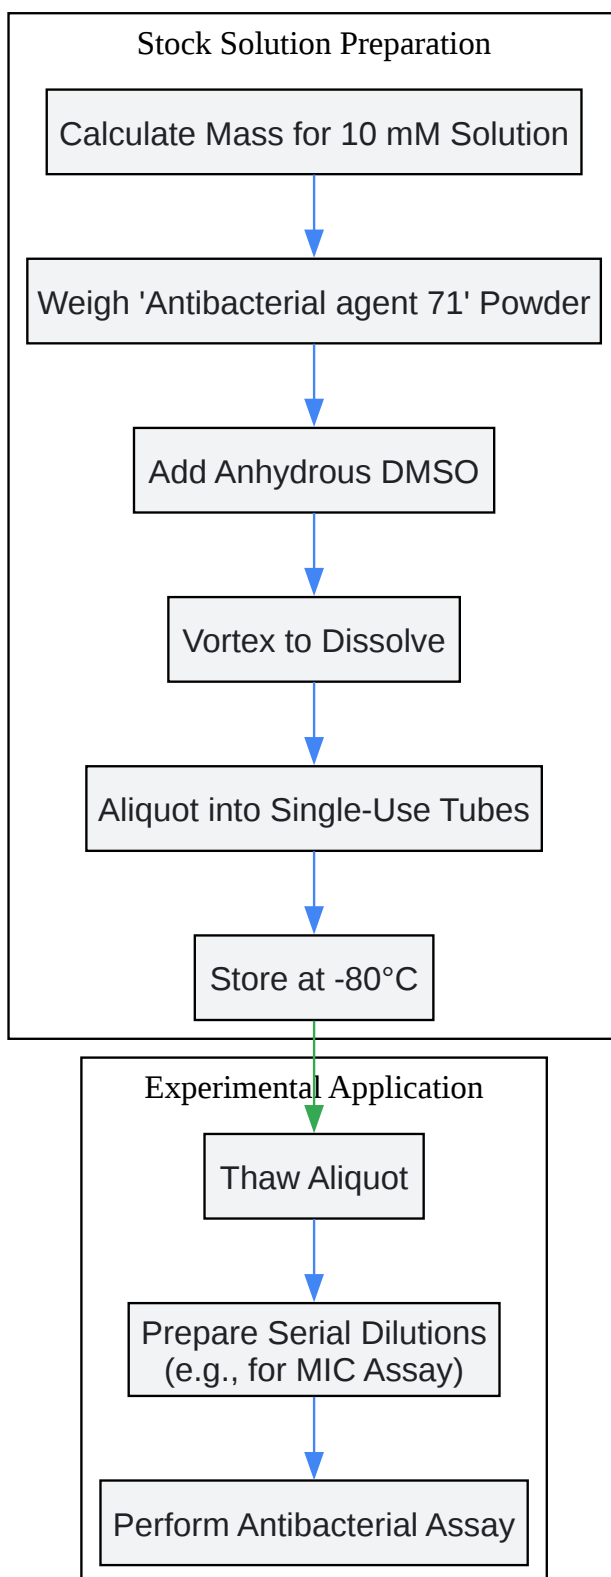 Stock Solution Preparation
Calculate Mass for 10 mM Solution
Weigh 'Antibacterial agent 71' Powder
Add Anhydrous DMSO
Vortex to Dissolve
Aliquot into Single-Use Tubes
Store at -80°C
Experimental Application
Thaw Aliquot
Prepare Serial Dilutions
(e.g., for MIC Assay)
Perform Antibacterial Assay